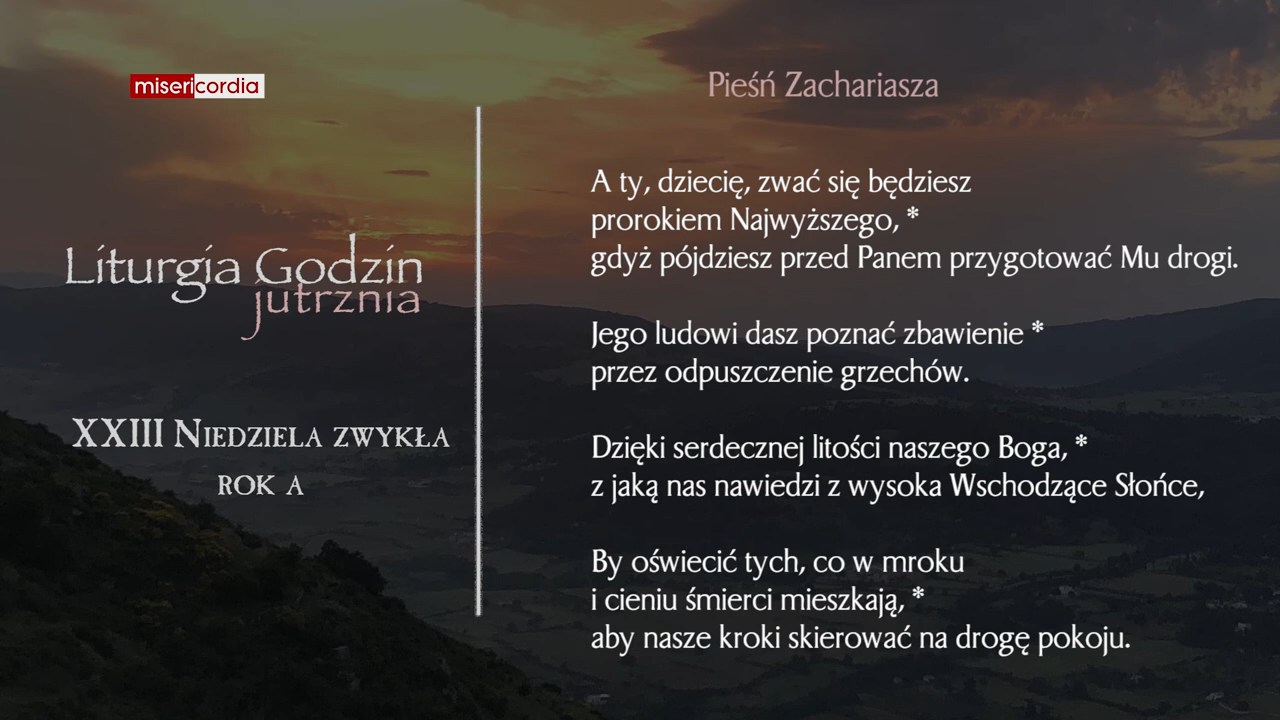 misericordia
Liturgia Godzin
jutrznia
XXIII Niedziela zwykła
rok A
Pieśń Zachariasza
A ty, dziecię, zwać się będziesz
prorokiem Najwyższego, *
gdyż pójdziesz przed Panem przygotować Mu drogi.
Jego ludowi dasz poznać zbawienie *
przez odpuszczenie grzechów.
Dzięki serdecznej litości naszego Boga, *
z jaką nas nawiedzi z wysoka Wschodzące Słońce,
By oświecić tych, co w mroku
i cieniu śmierci mieszkają, *
aby nasze kroki skierować na drogę pokoju.